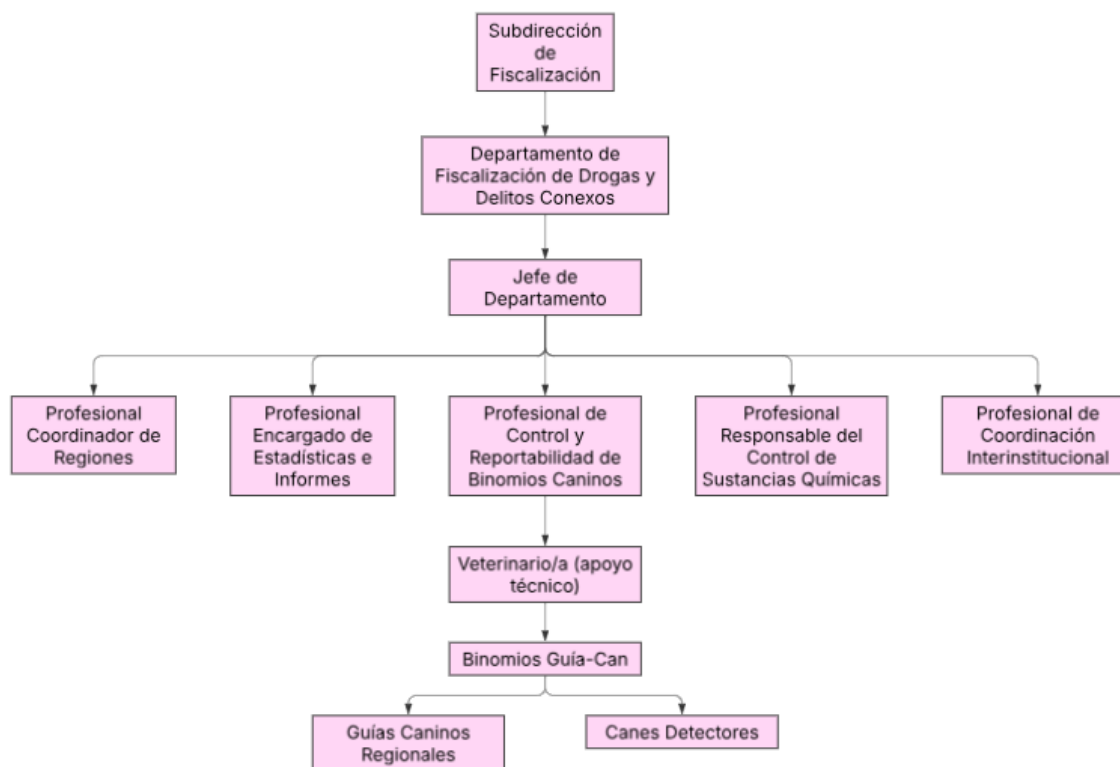 Subdirección
de
Fiscalización
Departamento de
Fiscalización de Drogas y
Delitos Conexos
Jefe de
Departamento
Profesional
Coordinador de
Regiones
Profesional
Encargado de
Estadísticas e
Informes
Profesional de
Control y
Reportabilidad de
Binomios Caninos
Profesional
Responsable del
Control de
Sustancias Químicas
Profesional de
Coordinación
Interinstitucional
Veterinario/a (apoyo
técnico)
Binomios Guía-Can
Guías Caninos
Regionales
Canes Detectores